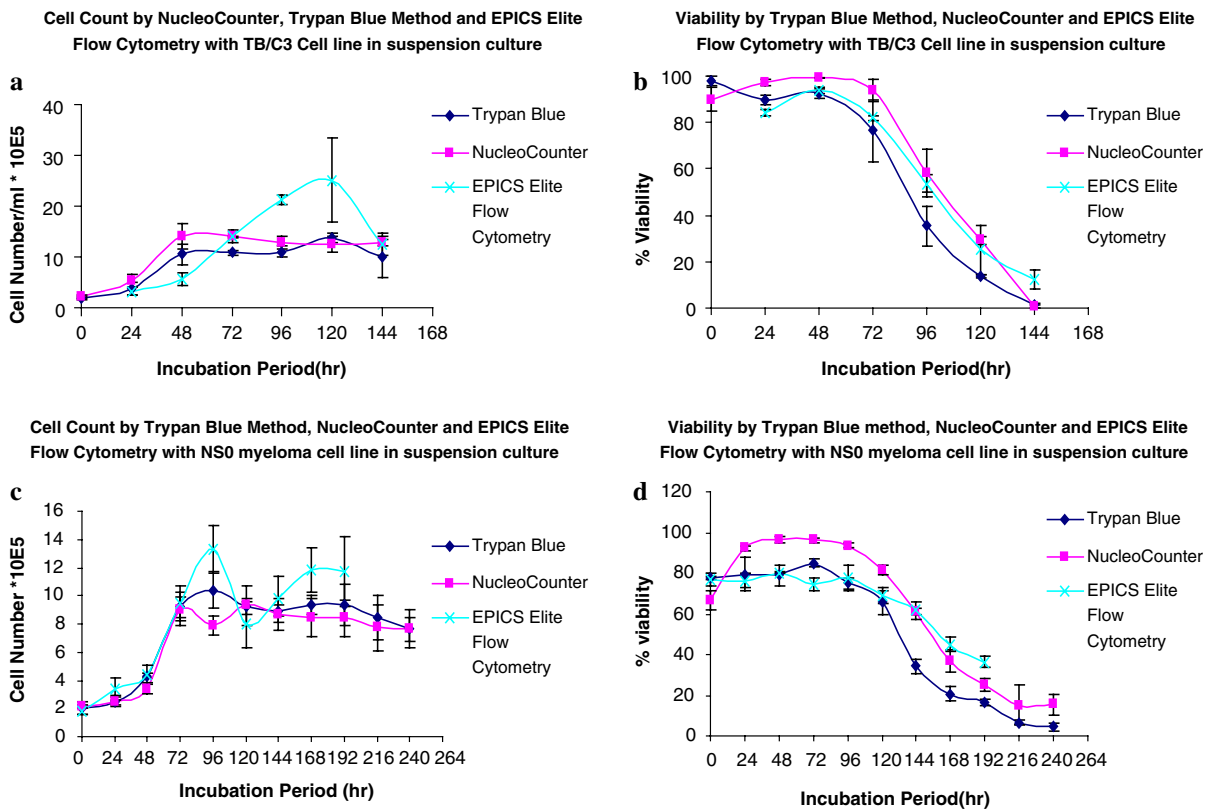 Cell Count by NucleoCounter, Trypan Blue Method and EPICS Elite
Flow Cytometry with TB/C3 Cell line in suspension culture
a
Cell Number/ml * 10E5
40
30
20
10
0
0 24 48 72 96 120 144 168
Incubation Period(hr)
Trypan Blue
NucleoCounter
EPICS Elite
Flow
Cytometry
Viability by Trypan Blue Method, NucleoCounter and EPICS Elite
Flow Cytometry with TB/C3 Cell line in suspension culture
b
% Viability
100
80
60
40
20
0
0 24 48 72 96 120 144 168
Incubation Period(hr)
Trypan Blue
NucleoCounter
EPICS Elite
Flow
Cytometry
Cell Count by Trypan Blue Method, NucleoCounter and EPICS Elite
Flow Cytometry with NS0 myeloma cell line in suspension culture
c
Cell Number *10E5
16
14
12
10
8
6
4
2
0
0 24 48 72 96 120 144 168 192 216 240 264
Incubation Period (hr)
Trypan Blue
NucleoCounter
EPICS Elite
Flow
Cytometry
Viability by Trypan Blue method, NucleoCounter and EPICS Elite
Flow Cytometry with NS0 myeloma cell line in suspension culture
d
% viability
120
100
80
60
40
20
0
0 24 48 72 96 120 144 168 192 216 240 264
Incubation Period(hr)
Trypan Blue
NucleoCounter
EPICS Elite
Flow
Cytometry